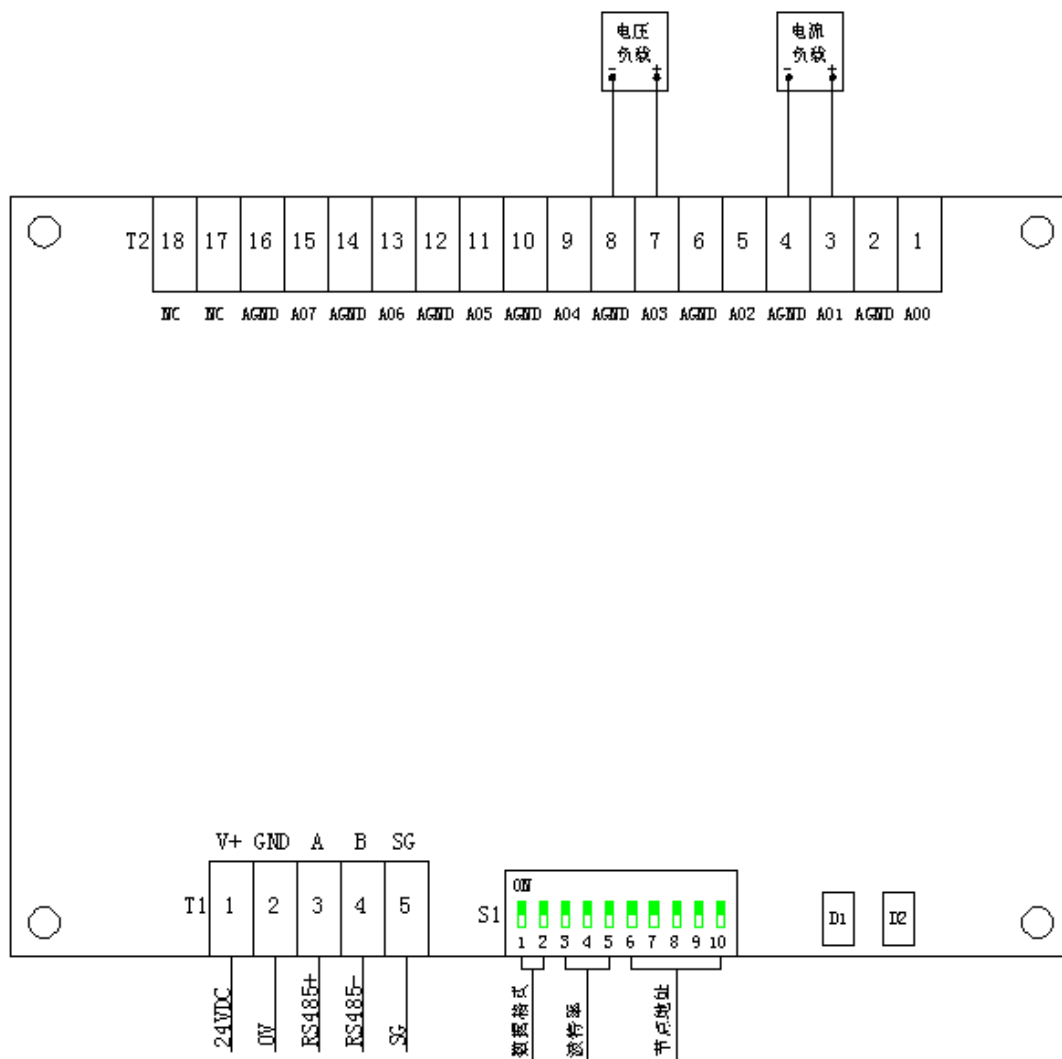 电压 电流
负载 负载
- + - +
T2 18 17 16 15 14 13 12 11 10 9 8 7 6 5 4 3 2 1
NC NC AGND AO7 AGND AO6 AGND AO5 AGND AO4 AGND AO3 AGND AO2 AGND AO1 AGND AO0
V+ GND A B SG
T1 1 2 3 4 5
ON
S1
1 2 3 4 5 6 7 8 9 10
D1 D2
24VDC
0V
RS485+
RS485-
SG
数据格式
波特率
节点地址